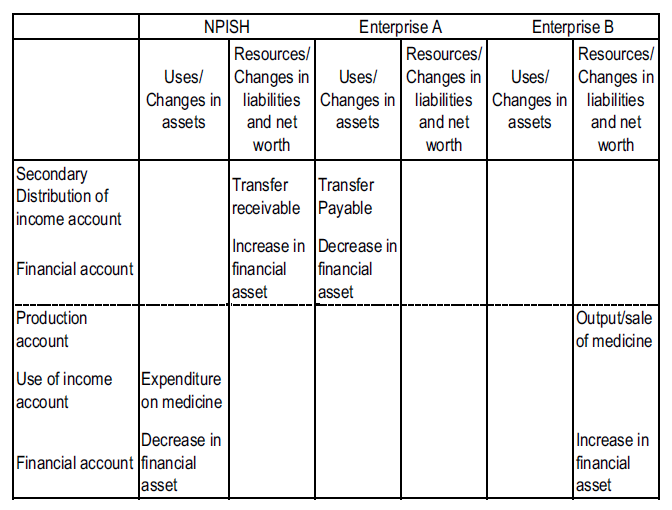 NPISH Enterprise A Enterprise B
Uses/ Changes in assets Resources/ Changes in liabilities and net worth Uses/ Changes in assets Resources/ Changes in liabilities and net worth Uses/ Changes in assets Resources/ Changes in liabilities and net worth
Secondary
Distribution of
income account
Transfer
receivable
Transfer
Payable
Financial account
Increase in
financial
asset
Decrease in
financial
asset
Production
account
Output/sale
of medicine
Use of income
account
Expenditure
on medicine
Financial account
Decrease in
financial
asset
Increase in
financial
asset